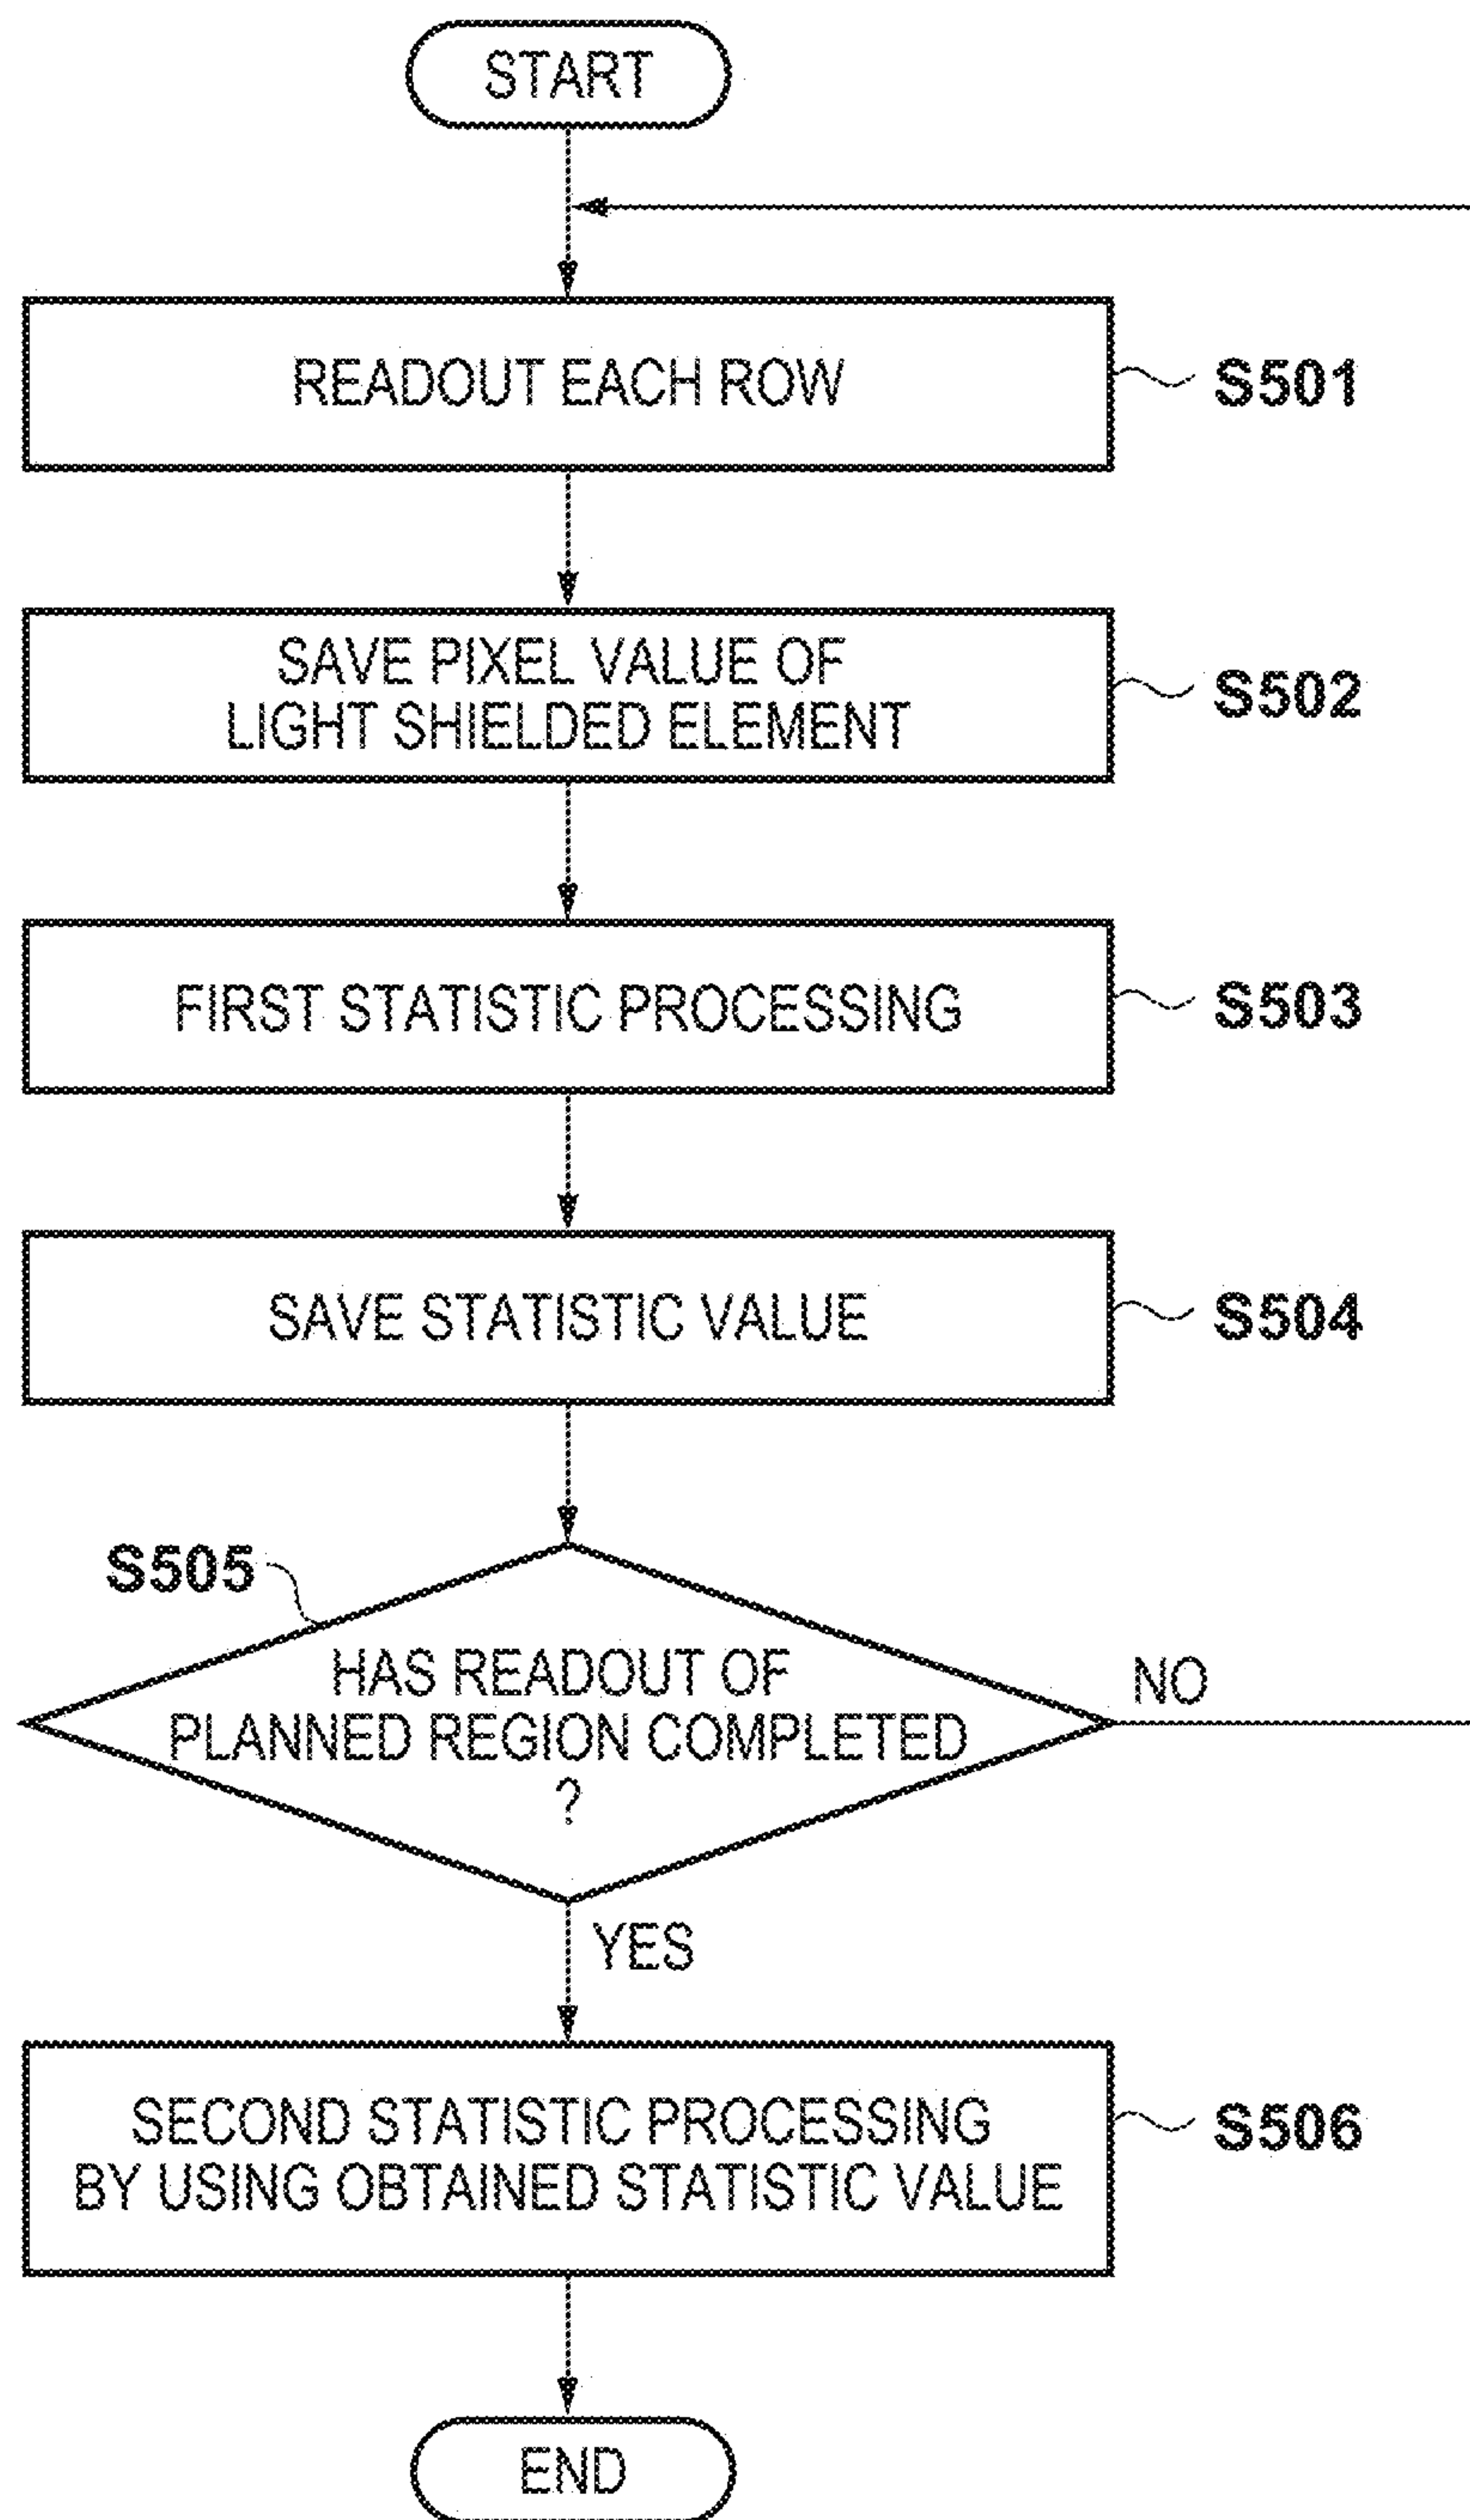 START
READOUT EACH ROW
S501
SAVE PIXEL VALUE OF
LIGHT SHIELDED ELEMENT
S502
FIRST STATISTIC PROCESSING
S503
SAVE STATISTIC VALUE
S504
S505
HAS READOUT OF
PLANNED REGION COMPLETED
?
NO
YES
SECOND STATISTIC PROCESSING
BY USING OBTAINED STATISTIC VALUE
S506
END